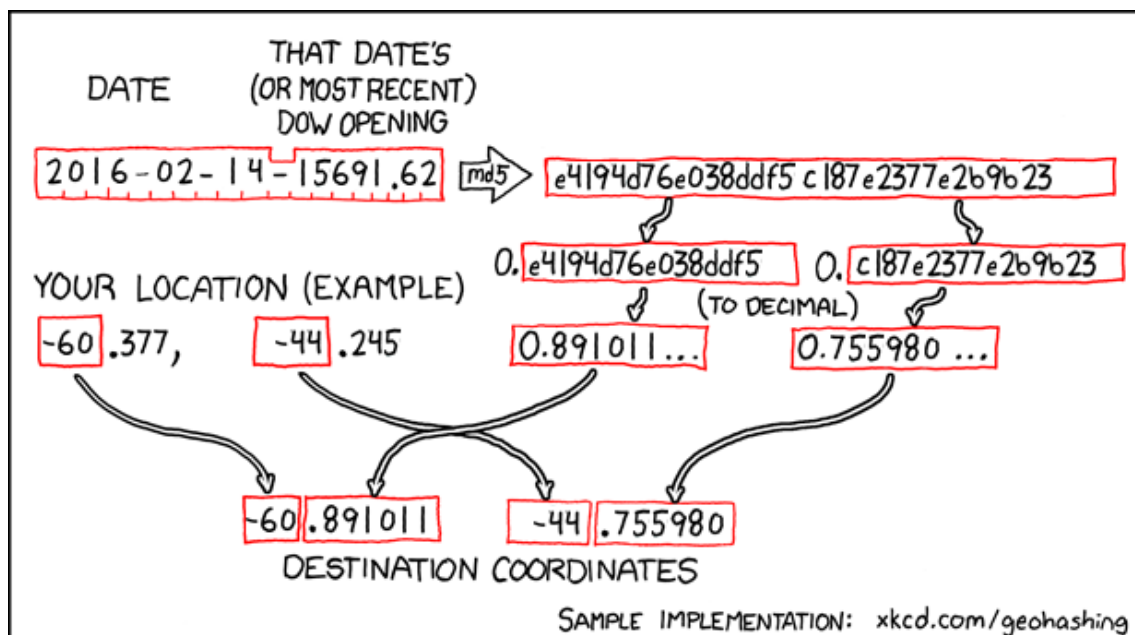 DATE
THAT DATE'S
(OR MOST RECENT)
DOW OPENING
2016-02-14-15691.62
md5
e4194d76e038ddf5c187e2377e2b9b23
0.e4194d76e038ddf5
0.c187e2377e2b9b23
YOUR LOCATION (EXAMPLE)
(TO DECIMAL)
-60.377,
-44.245
0.891011...
0.755980...
-60.891011
-44.755980
DESTINATION COORDINATES
SAMPLE IMPLEMENTATION: xkcd.com/geohashing